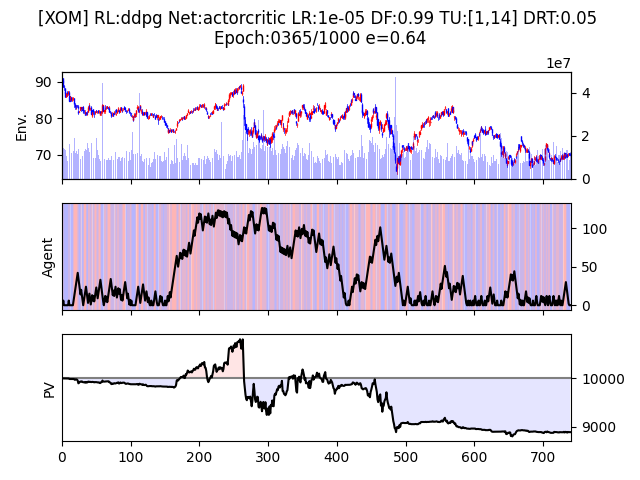 [XOM] RL:ddpg Net:actorcritic LR:1e-05 DF:0.99 TU:[1,14] DRT:0.05
Epoch:0365/1000 e=0.64
1e7
Env.
90
80
70
4
2
0
Agent
100
50
0
PV
10000
9000
0 100 200 300 400 500 600 700